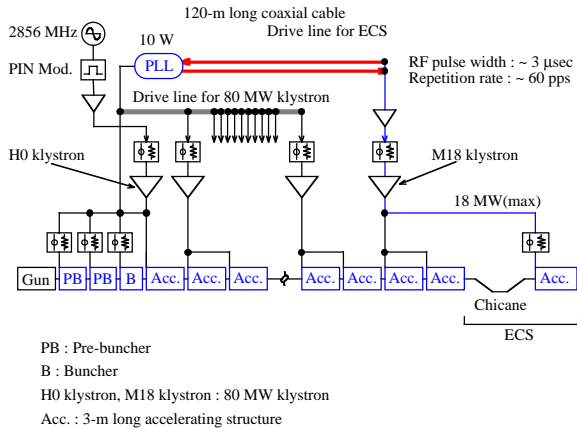 120-m long coaxial cable
2856 MHz
10 W
Drive line for ECS
PLL
PIN Mod.
RF pulse width : ~ 3 μsec
Repetition rate : ~ 60 pps
Drive line for 80 MW klystron
H0 klystron
M18 klystron
18 MW(max)
Gun PB PB B Acc. Acc. Acc. Acc. Acc. Acc. Acc. Acc.
Chicane
ECS
PB : Pre-buncher
B : Buncher
H0 klystron, M18 klystron : 80 MW klystron
Acc. : 3-m long accelerating structure